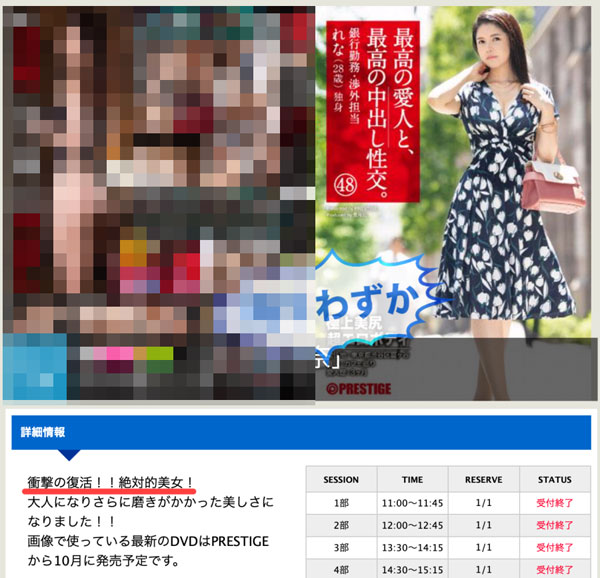 最高の愛人と、
最高の中出し性交。
銀行勤務・渉外担当
れな(28歳)独身
㊽
わずか
極上美尻
@PRESTIGE
詳細情報
衝撃の復活!!絶対的美女!
大人になりさらに磨きがかかった美しさに
なりました!!
画像で使っている最新のDVDはPRESTIGE
から10月に発売予定です。
SESSION TIME RESERVE STATUS
1部 11:00〜11:45 1/1 受付終了
2部 12:00〜12:45 1/1 受付終了
3部 13:30〜14:15 1/1 受付終了
4部 14:30〜15:15 1/1 受付終了